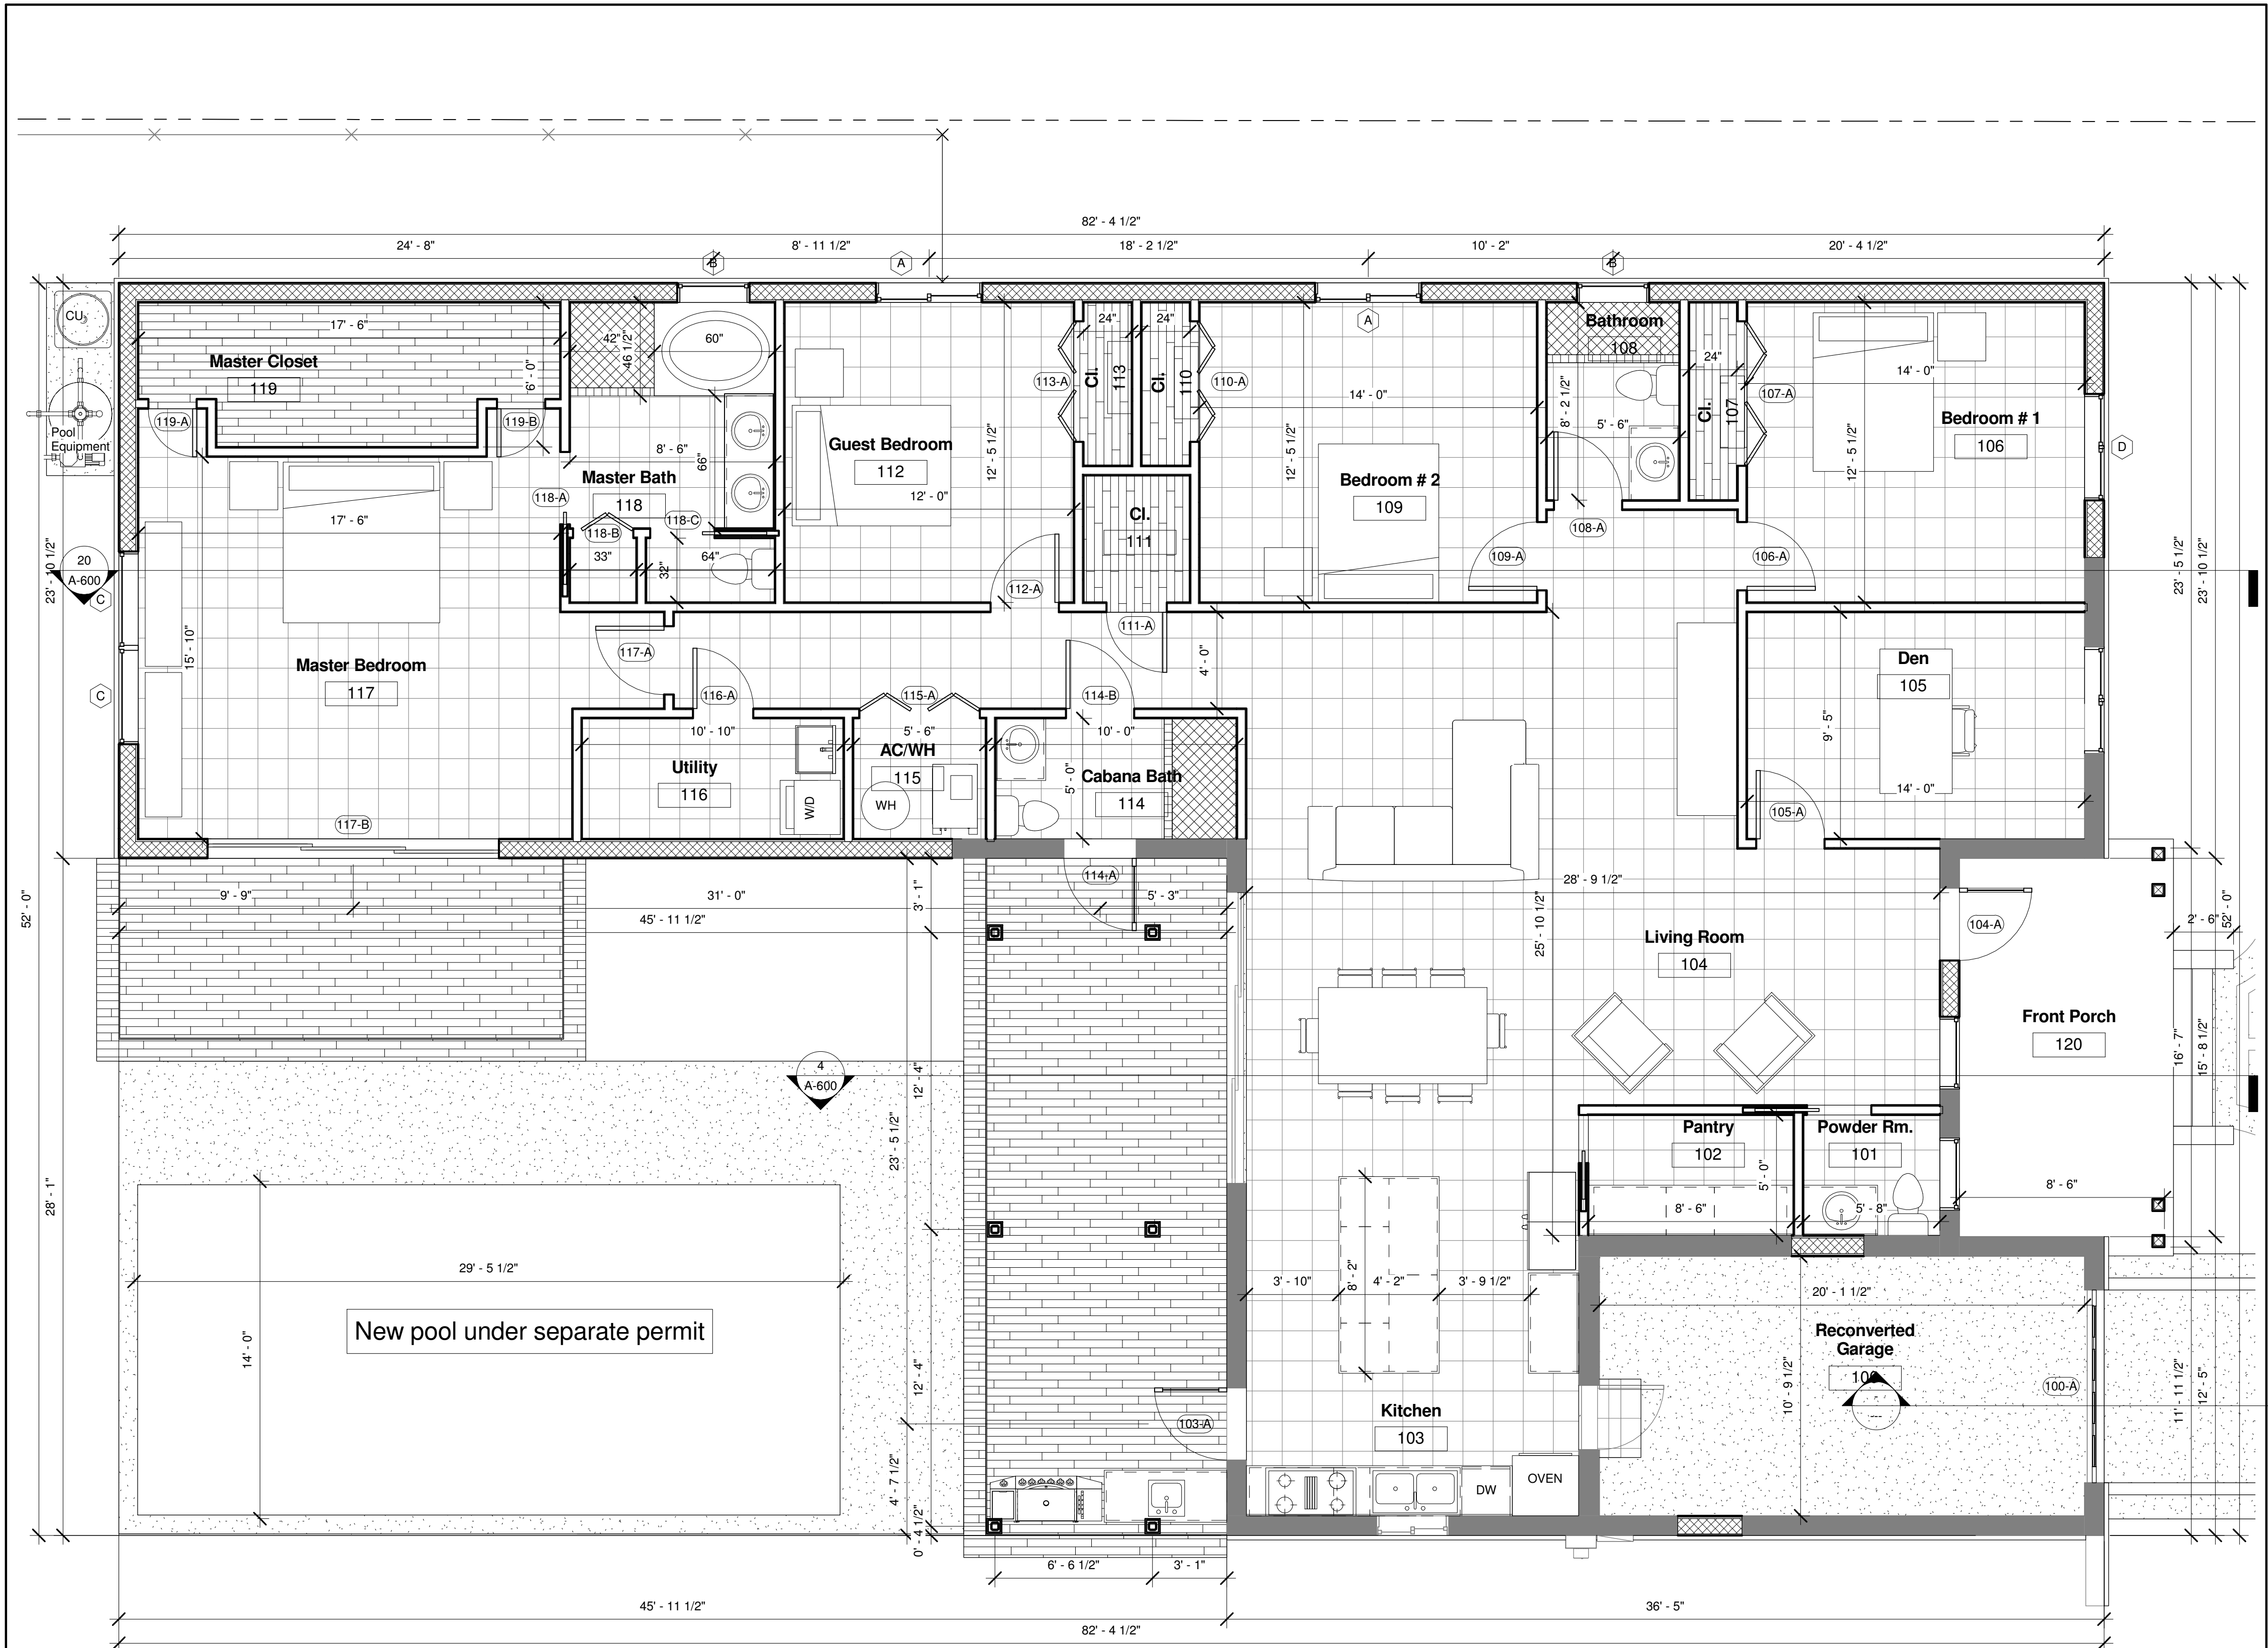 82' - 4 1/2"
24' - 8"
8' - 11 1/2"
18' - 2 1/2"
10' - 2"
20' - 4 1/2"
B
A
B
CU
17' - 6"
42"
46 1/2"
60"
24"
24"
A
Bathroom
108
24"
Master Closet
119
6' - 0"
113-A
Cl.
113
Cl.
110
110-A
14' - 0"
8' - 2 1/2"
5' - 6"
Cl.
107
107-A
14' - 0"
Bedroom # 1
106
D
119-A
119-B
Pool
Equipment
8' - 6"
66"
Guest Bedroom
112
12' - 5 1/2"
12' - 5 1/2"
12' - 5 1/2"
Master Bath
118
118-A
12' - 0"
Bedroom # 2
109
17' - 6"
118-B
118-C
Cl.
111
108-A
33"
32"
64"
109-A
106-A
20
A-600
23' - 10 1/2"
C
112-A
23' - 5 1/2"
23' - 10 1/2"
111-A
117-A
15' - 10"
Master Bedroom
117
C
116-A
115-A
114-B
4' - 0"
Den
105
10' - 10"
5' - 6"
10' - 0"
9' - 5"
AC/WH
115
Utility
116
W/D
WH
5' - 0"
Cabana Bath
114
14' - 0"
105-A
117-B
114-A
9' - 9"
31' - 0"
3' - 1"
5' - 3"
28' - 9 1/2"
45' - 11 1/2"
52' - 0"
25' - 10 1/2"
104-A
2' - 6"
52' - 0"
Living Room
104
Front Porch
120
4
A-600
12' - 4"
16' - 7"
15' - 8 1/2"
Pantry
102
Powder Rm.
101
5' - 0"
23' - 5 1/2"
28' - 1"
8' - 6"
5' - 8"
8' - 6"
29' - 5 1/2"
3' - 10"
8' - 2"
4' - 2"
3' - 9 1/2"
20' - 1 1/2"
New pool under separate permit
14' - 0"
Reconverted
Garage
100
---
100-A
12' - 4"
10' - 9 1/2"
11' - 11 1/2"
12' - 5"
103-A
Kitchen
103
OVEN
DW
4' - 7 1/2"
0' - 4 1/2"
6' - 6 1/2"
3' - 1"
45' - 11 1/2"
36' - 5"
82' - 4 1/2"